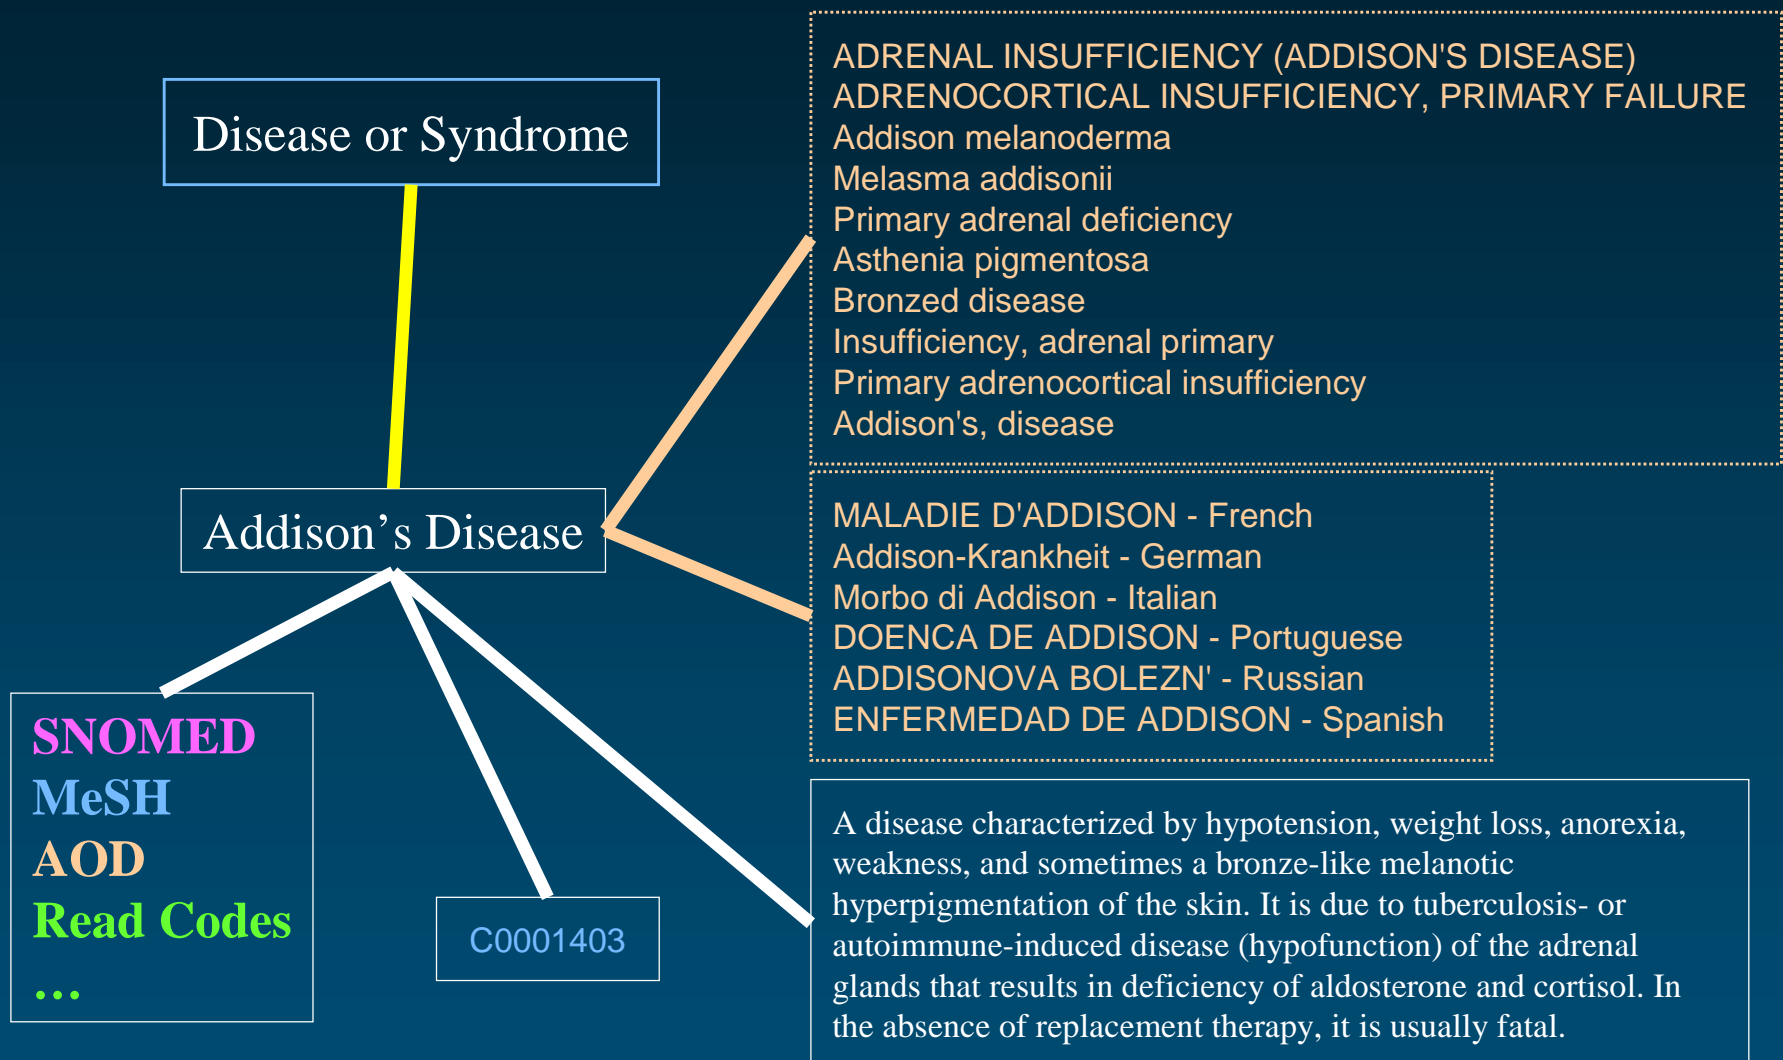 Disease or Syndrome
ADRENAL INSUFFICIENCY (ADDISON'S DISEASE)
ADRENOCORTICAL INSUFFICIENCY, PRIMARY FAILURE
Addison melanoderma
Melasma addisonii
Primary adrenal deficiency
Asthenia pigmentosa
Bronzed disease
Insufficiency, adrenal primary
Primary adrenocortical insufficiency
Addison's, disease
Addison’s Disease
MALADIE D'ADDISON - French
Addison-Krankheit - German
Morbo di Addison - Italian
DOENCA DE ADDISON - Portuguese
ADDISONOVA BOLEZN' - Russian
ENFERMEDAD DE ADDISON - Spanish
SNOMED
MeSH
AOD
Read Codes
…
C0001403
A disease characterized by hypotension, weight loss, anorexia,
weakness, and sometimes a bronze-like melanotic
hyperpigmentation of the skin. It is due to tuberculosis- or
autoimmune-induced disease (hypofunction) of the adrenal
glands that results in deficiency of aldosterone and cortisol. In
the absence of replacement therapy, it is usually fatal.